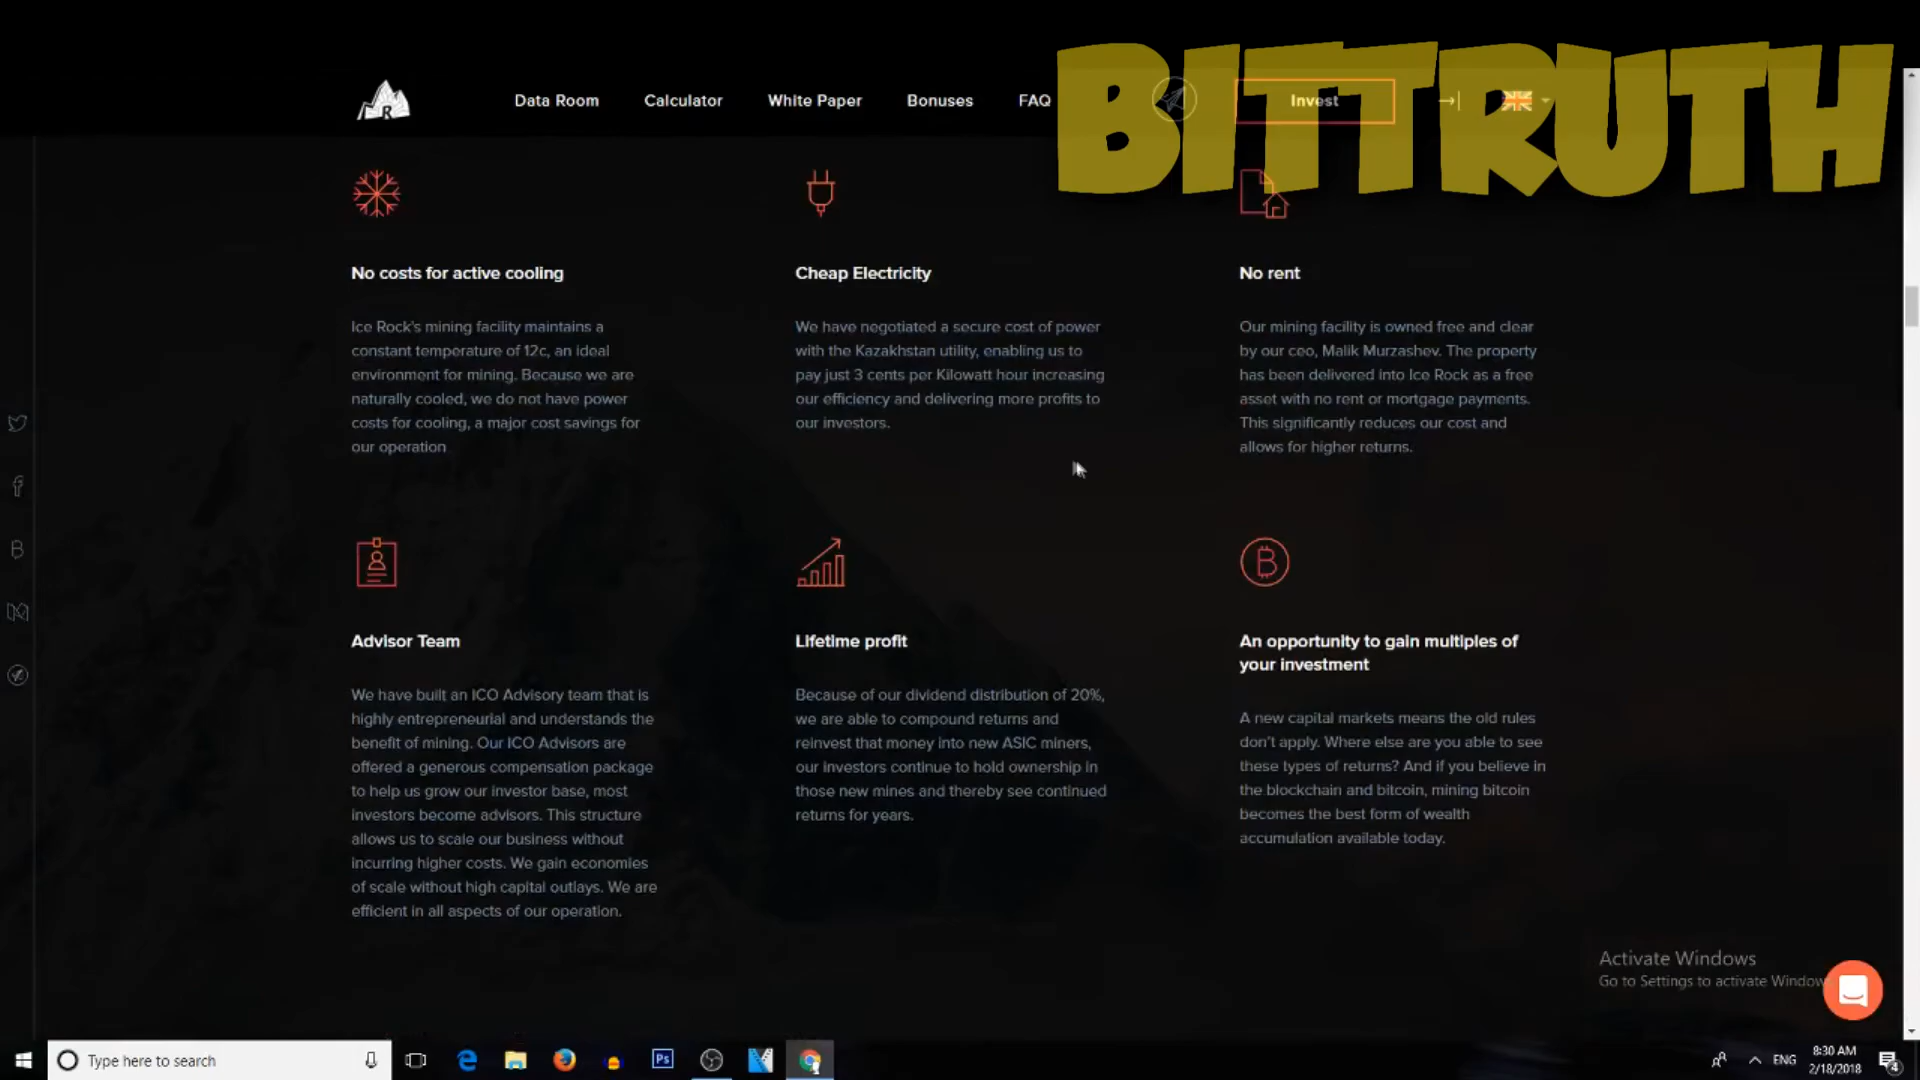 BITTRUTH
R
Data Room
Calculator
White Paper
Bonuses
FAQ
Invest
No costs for active cooling
Ice Rock's mining facility maintains a
constant temperature of 12c, an ideal
environment for mining. Because we are
naturally cooled, we do not have power
costs for cooling, a major cost savings for
our operation
Cheap Electricity
We have negotiated a secure cost of power
with the Kazakhstan utility, enabling us to
pay just 3 cents per Kilowatt hour increasing
our efficiency and delivering more profits to
our investors.
No rent
Our mining facility is owned free and clear
by our ceo, Malik Murzashev. The property
has been delivered into Ice Rock as a free
asset with no rent or mortgage payments.
This significantly reduces our cost and
allows for higher returns.
Advisor Team
We have built an ICO Advisory team that is
highly entrepreneurial and understands the
benefit of mining. Our ICO Advisors are
offered a generous compensation package
to help us grow our investor base, most
investors become advisors. This structure
allows us to scale our business without
incurring higher costs. We gain economies
of scale without high capital outlays. We are
efficient in all aspects of our operation.
Lifetime profit
Because of our dividend distribution of 20%,
we are able to compound returns and
reinvest that money into new ASIC miners,
our investors continue to hold ownership in
those new mines and thereby see continued
returns for years.
An opportunity to gain multiples of
your investment
A new capital markets means the old rules
don't apply. Where else are you able to see
these types of returns? And if you believe in
the blockchain and bitcoin, mining bitcoin
becomes the best form of wealth
accumulation available today.
Activate Windows
Go to Settings to activate Window
Type here to search
Ps
ENG
8:30 AM
2/18/2018
4